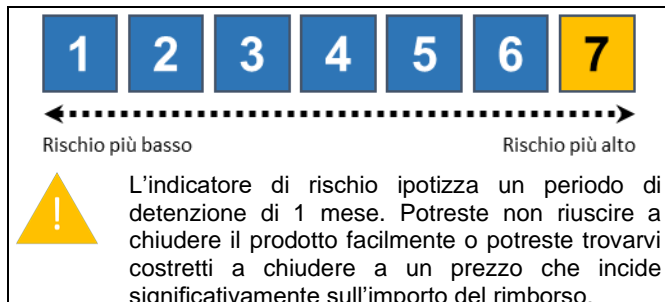 1 2 3 4 5 6 7
Rischio più basso Rischio più alto
!
L'indicatore di rischio ipotizza un periodo di
detenzione di 1 mese. Potreste non riuscire a
chiudere il prodotto facilmente o potreste trovarvi
costretti a chiudere a un prezzo che incide
significativamente sull'importo del rimborso.